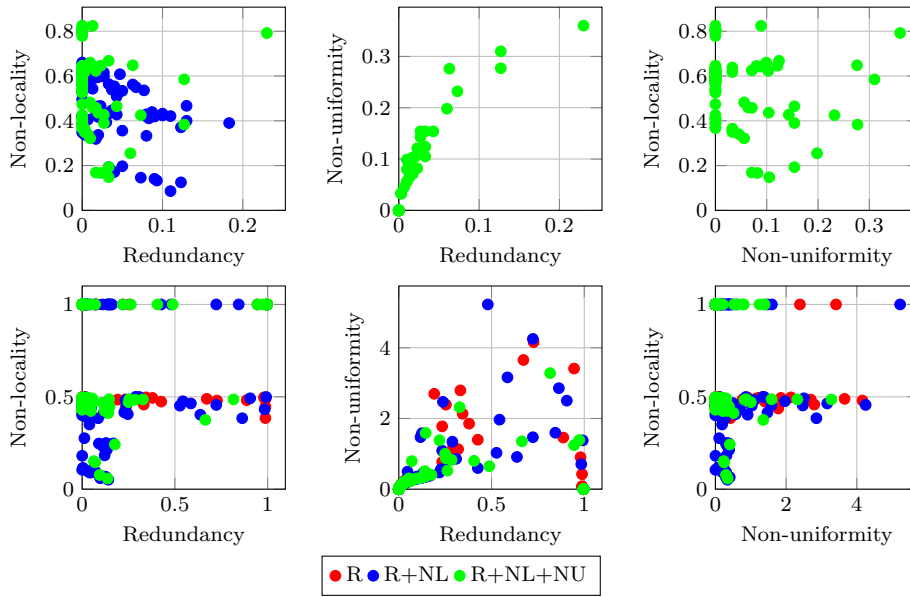 0.8
0.6
0.4
0.2
0
0 0.1 0.2
Non-locality
Redundancy
0.3
0.2
0.1
0
0 0.1 0.2
Non-uniformity
Redundancy
0.8
0.6
0.4
0.2
0
0 0.1 0.2 0.3
Non-locality
Non-uniformity
1
0.5
0
0 0.5 1
Non-locality
Redundancy
4
2
0
0 0.5 1
Non-uniformity
Redundancy
1
0.5
0
0 2 4
Non-locality
Non-uniformity
R R+NL R+NL+NU